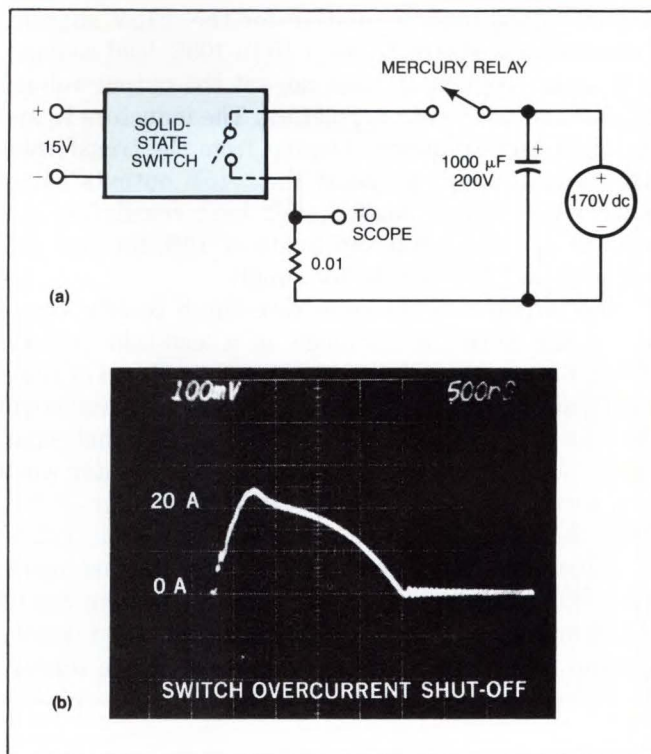 MERCURY RELAY
+
15V
−
SOLID-
STATE
SWITCH
TO
SCOPE
0.01
+
1000 μF
200V
+
170V dc
−
(a)
100mV 500nS
20 A
0 A
SWITCH OVERCURRENT SHUT-OFF
(b)